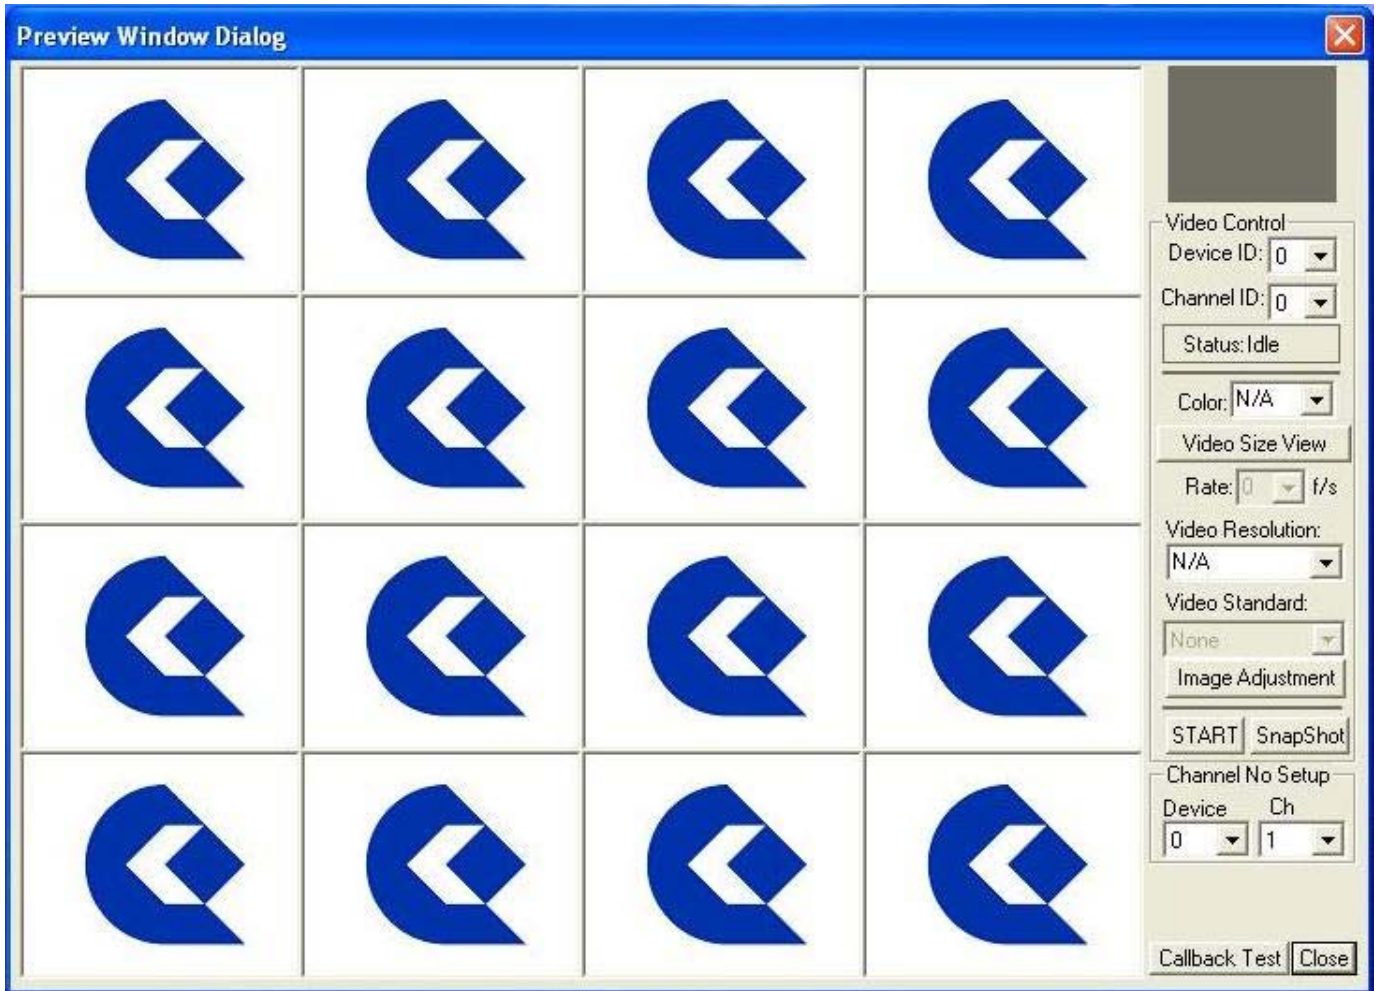 Preview Window Dialog
Video Control
Device ID: 0
Channel ID: 0
Status: Idle
Color: N/A
Video Size View
Rate: 0 f/s
Video Resolution:
N/A
Video Standard:
None
Image Adjustment
START SnapShot
Channel No Setup
Device Ch
0 1
Callback Test Close